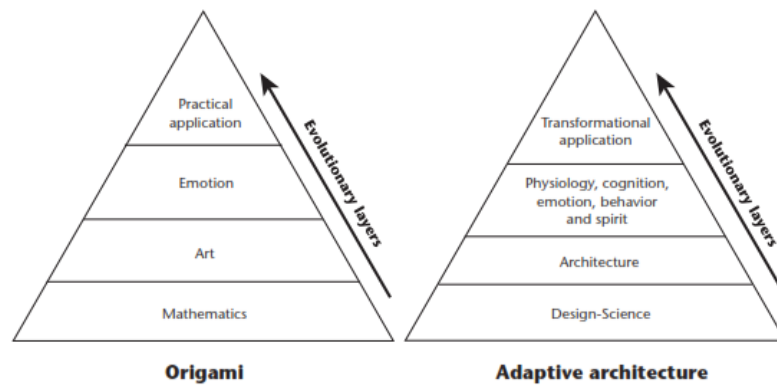 Practical
application
Emotion
Art
Mathematics
Evolutionary layers
Origami
Transformational
application
Physiology, cognition,
emotion, behavior
and spirit
Architecture
Design-Science
Evolutionary layers
Adaptive architecture